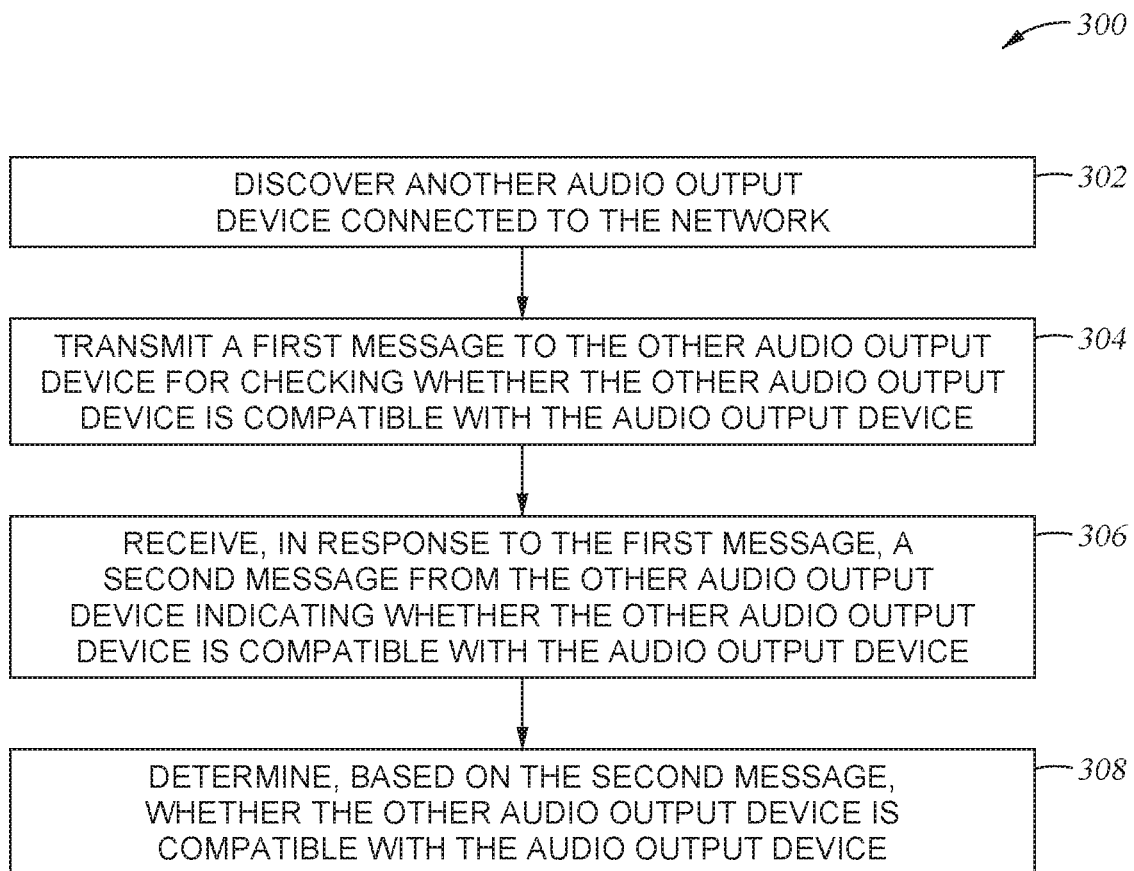 300
DISCOVER ANOTHER AUDIO OUTPUT
DEVICE CONNECTED TO THE NETWORK
302
TRANSMIT A FIRST MESSAGE TO THE OTHER AUDIO OUTPUT
DEVICE FOR CHECKING WHETHER THE OTHER AUDIO OUTPUT
DEVICE IS COMPATIBLE WITH THE AUDIO OUTPUT DEVICE
304
RECEIVE, IN RESPONSE TO THE FIRST MESSAGE, A
SECOND MESSAGE FROM THE OTHER AUDIO OUTPUT
DEVICE INDICATING WHETHER THE OTHER AUDIO OUTPUT
DEVICE IS COMPATIBLE WITH THE AUDIO OUTPUT DEVICE
306
DETERMINE, BASED ON THE SECOND MESSAGE,
WHETHER THE OTHER AUDIO OUTPUT DEVICE IS
COMPATIBLE WITH THE AUDIO OUTPUT DEVICE
308